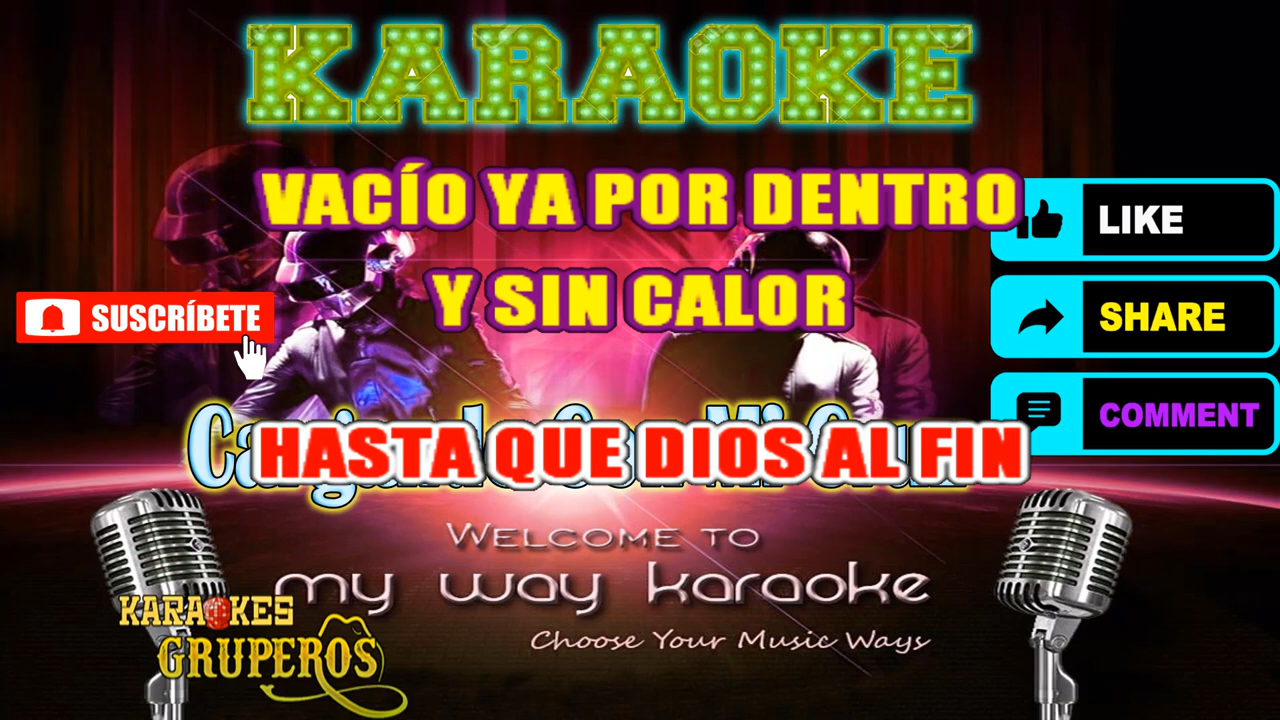 KARAOKE
VACÍO YA POR DENTRO
Y SIN CALOR
LIKE
SUSCRÍBETE
SHARE
COMMENT
HASTA QUE DIOS AL FIN
WELCOME TO
my way karaoke
Choose Your Music Ways
KARAOKES
GRUPEROS